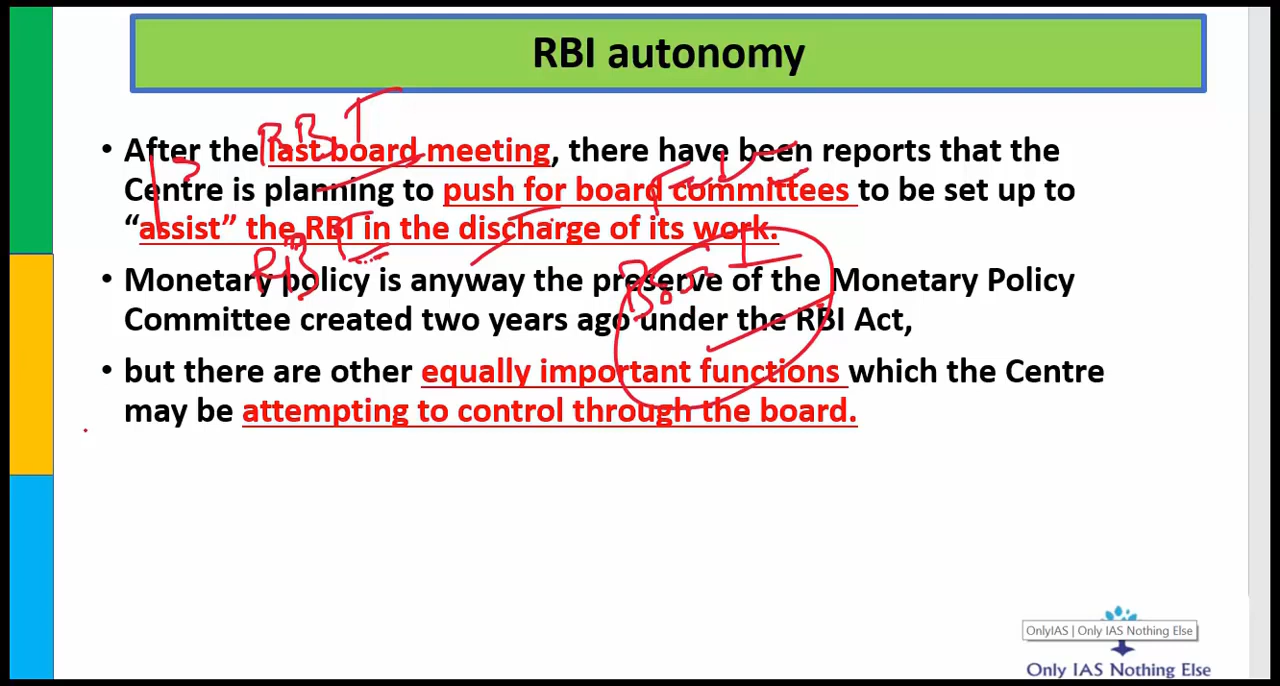 RBI autonomy
• After the last board meeting, there have been reports that the
Centre is planning to push for board committees to be set up to
“assist” the RBI in the discharge of its work.
• Monetary policy is anyway the preserve of the Monetary Policy
Committee created two years ago under the RBI Act,
• but there are other equally important functions which the Centre
may be attempting to control through the board.
RBI
RBI
OnlyIAS | Only IAS Nothing Else
Only IAS Nothing Else